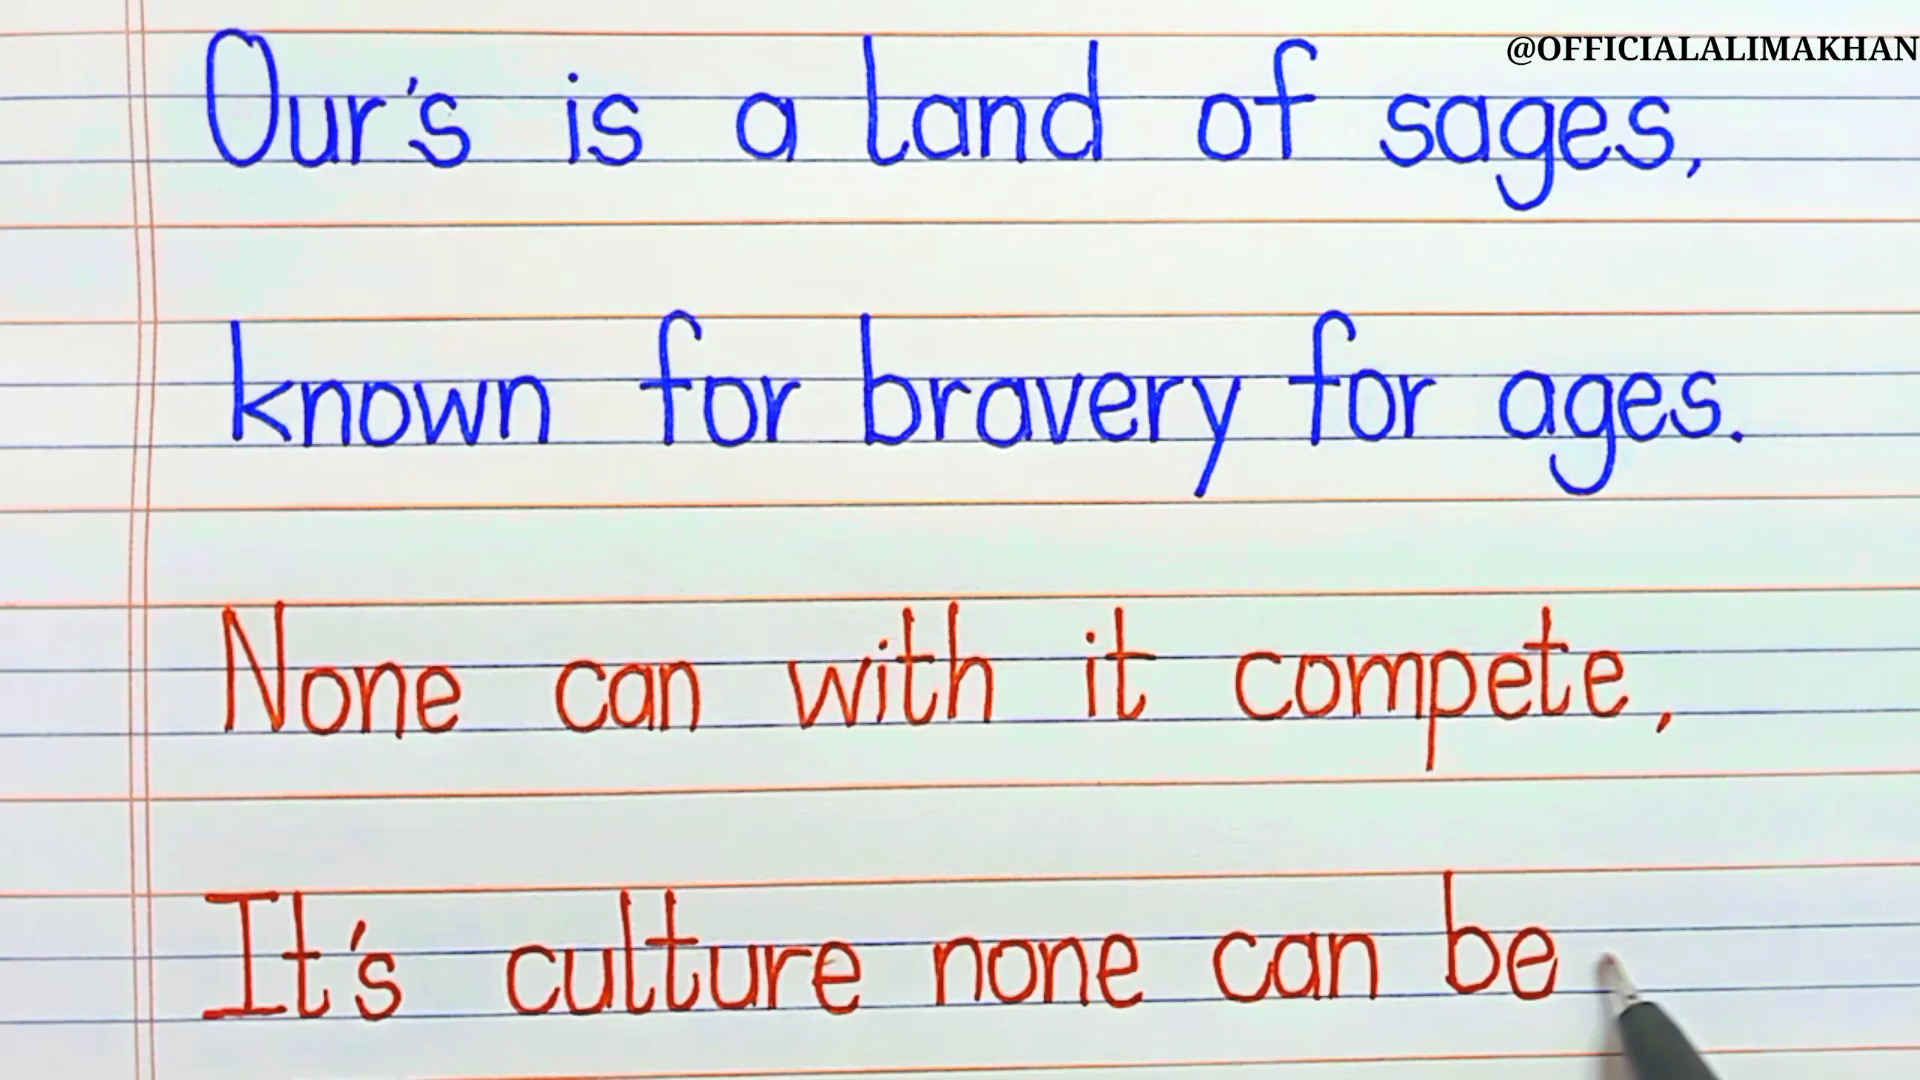 @OFFICIALALIMAKHAN
Our's is a land of sages,
known for bravery for ages.
None can with it compete,
It's culture none can be